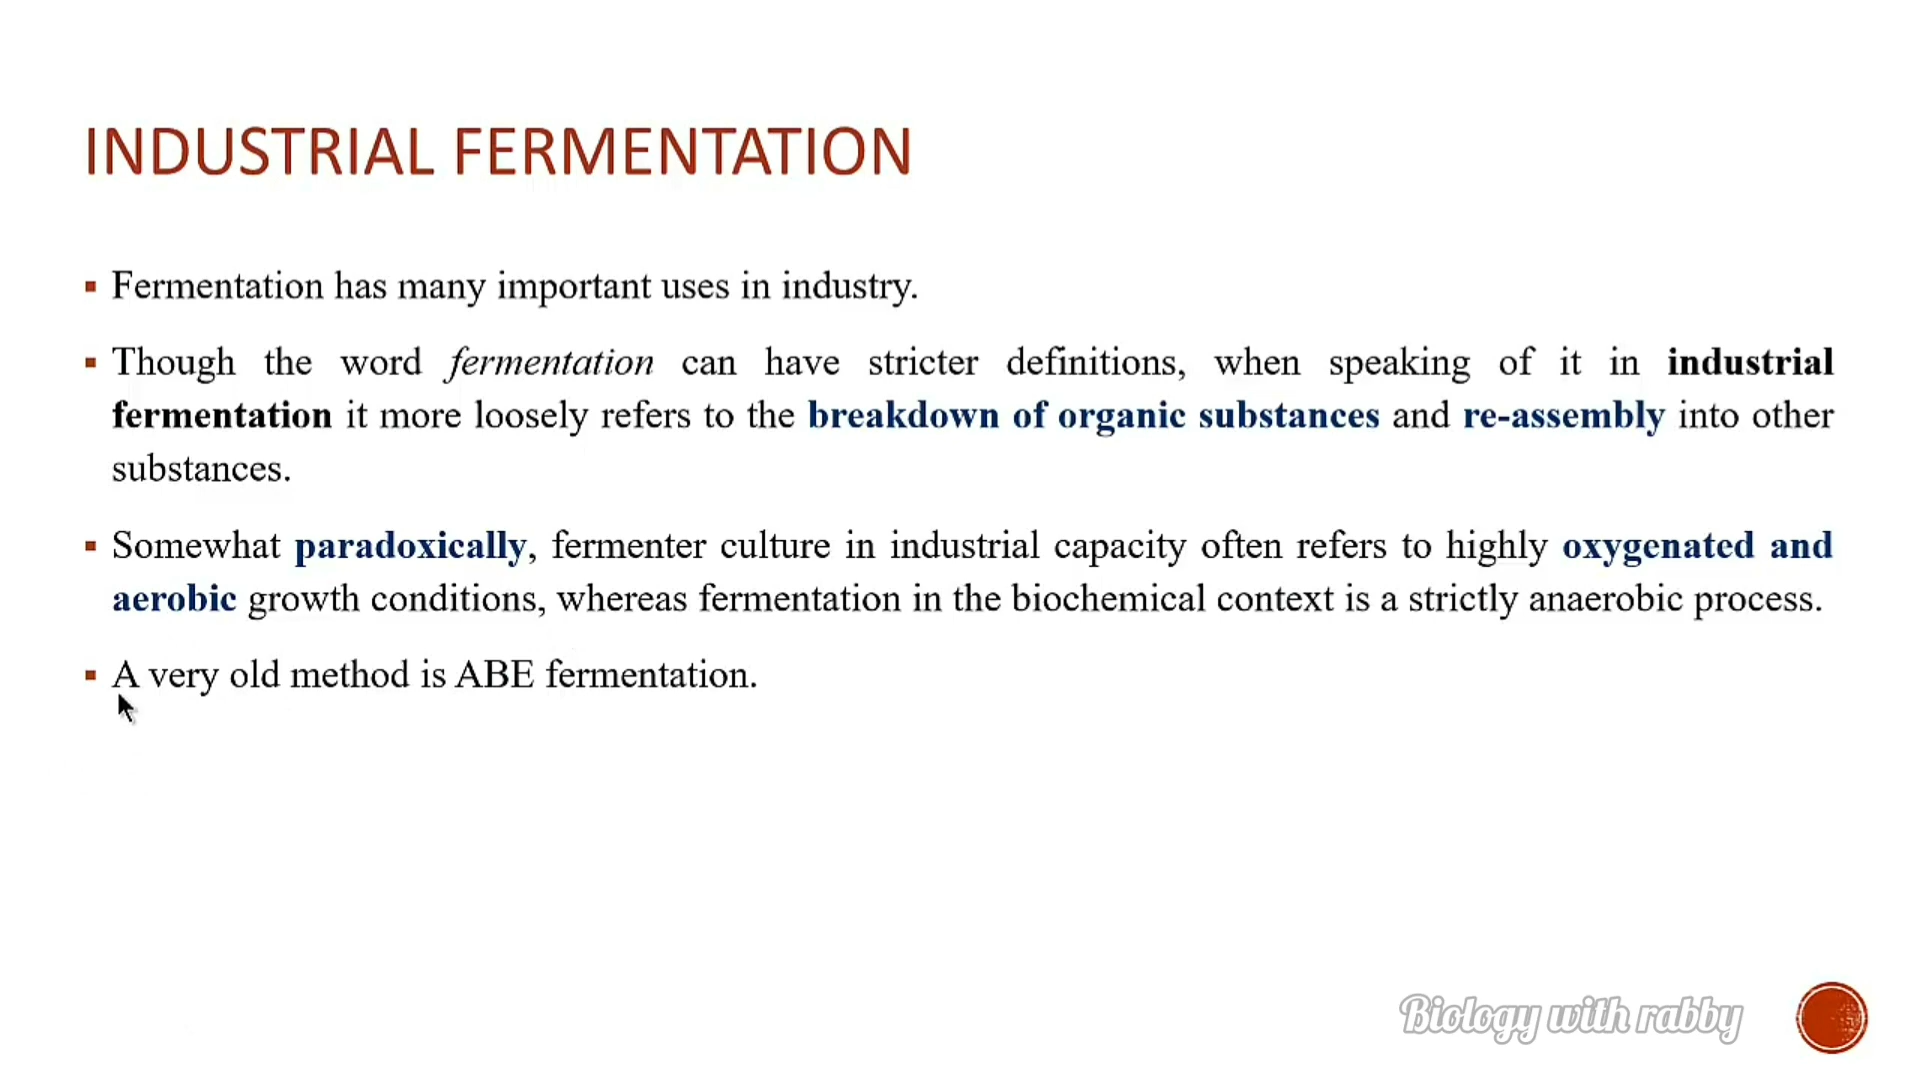 INDUSTRIAL FERMENTATION
Fermentation has many important uses in industry.
Though the word fermentation can have stricter definitions, when speaking of it in industrial
fermentation it more loosely refers to the breakdown of organic substances and re-assembly into other
substances.
Somewhat paradoxically, fermenter culture in industrial capacity often refers to highly oxygenated and
aerobic growth conditions, whereas fermentation in the biochemical context is a strictly anaerobic process.
A very old method is ABE fermentation.
Biology with rabby